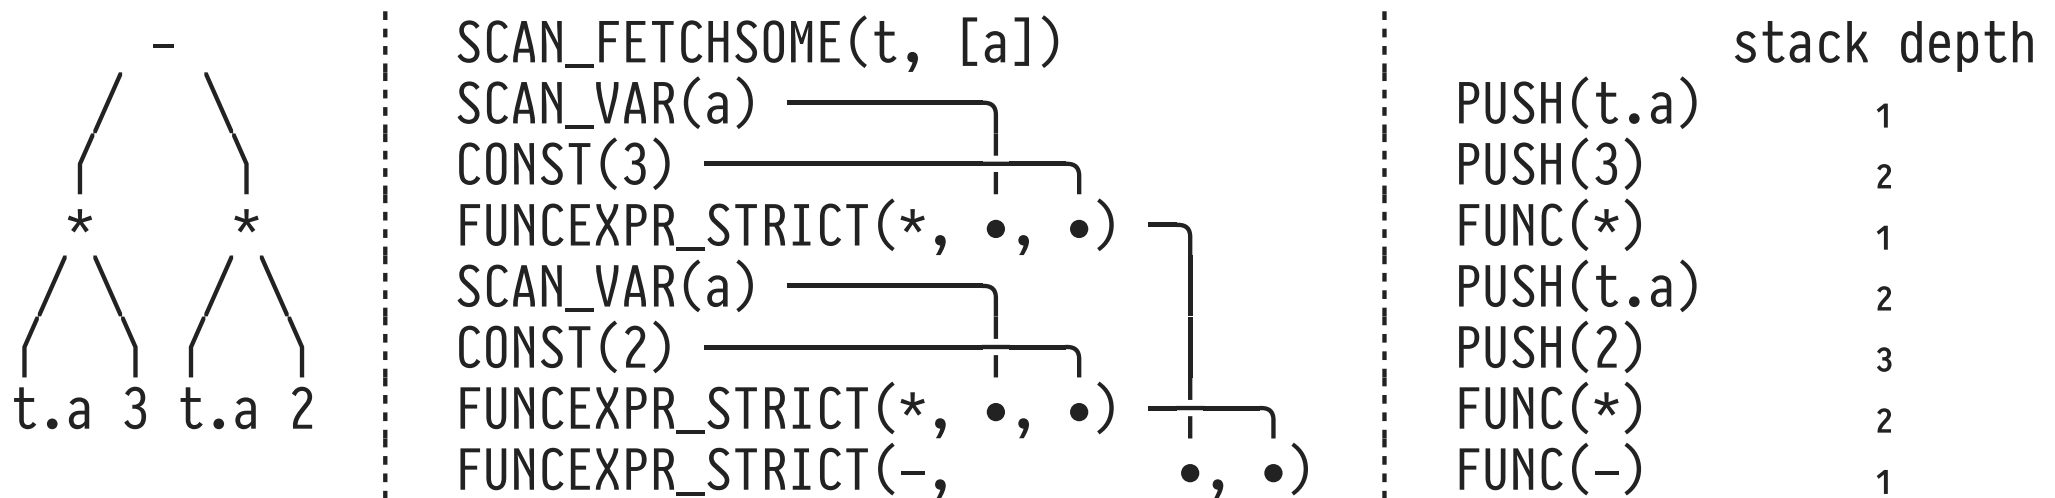 -
* *
t.a 3 t.a 2
SCAN_FETCHSOME(t, [a])
SCAN_VAR(a)
CONST(3)
FUNCEXPR_STRICT(*, •, •)
SCAN_VAR(a)
CONST(2)
FUNCEXPR_STRICT(*, •, •)
FUNCEXPR_STRICT(-, •, •)
stack depth
PUSH(t.a) 1
PUSH(3) 2
FUNC(*) 1
PUSH(t.a) 2
PUSH(2) 3
FUNC(*) 2
FUNC(-) 1